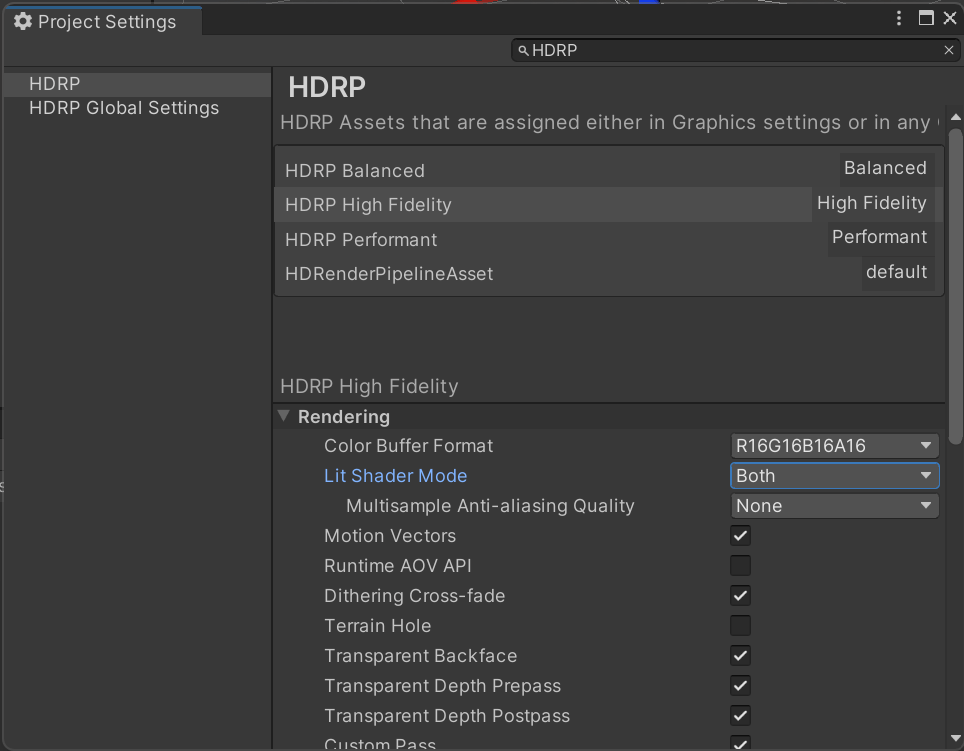 Project Settings
HDRP
HDRP
HDRP Global Settings
HDRP
HDRP Assets that are assigned either in Graphics settings or in any
HDRP Balanced Balanced
HDRP High Fidelity High Fidelity
HDRP Performant Performant
HDRenderPipelineAsset default
HDRP High Fidelity
Rendering
Color Buffer Format R16G16B16A16
Lit Shader Mode Both
Multisample Anti-aliasing Quality None
Motion Vectors
Runtime AOV API
Dithering Cross-fade
Terrain Hole
Transparent Backface
Transparent Depth Prepass
Transparent Depth Postpass
Custom Pass